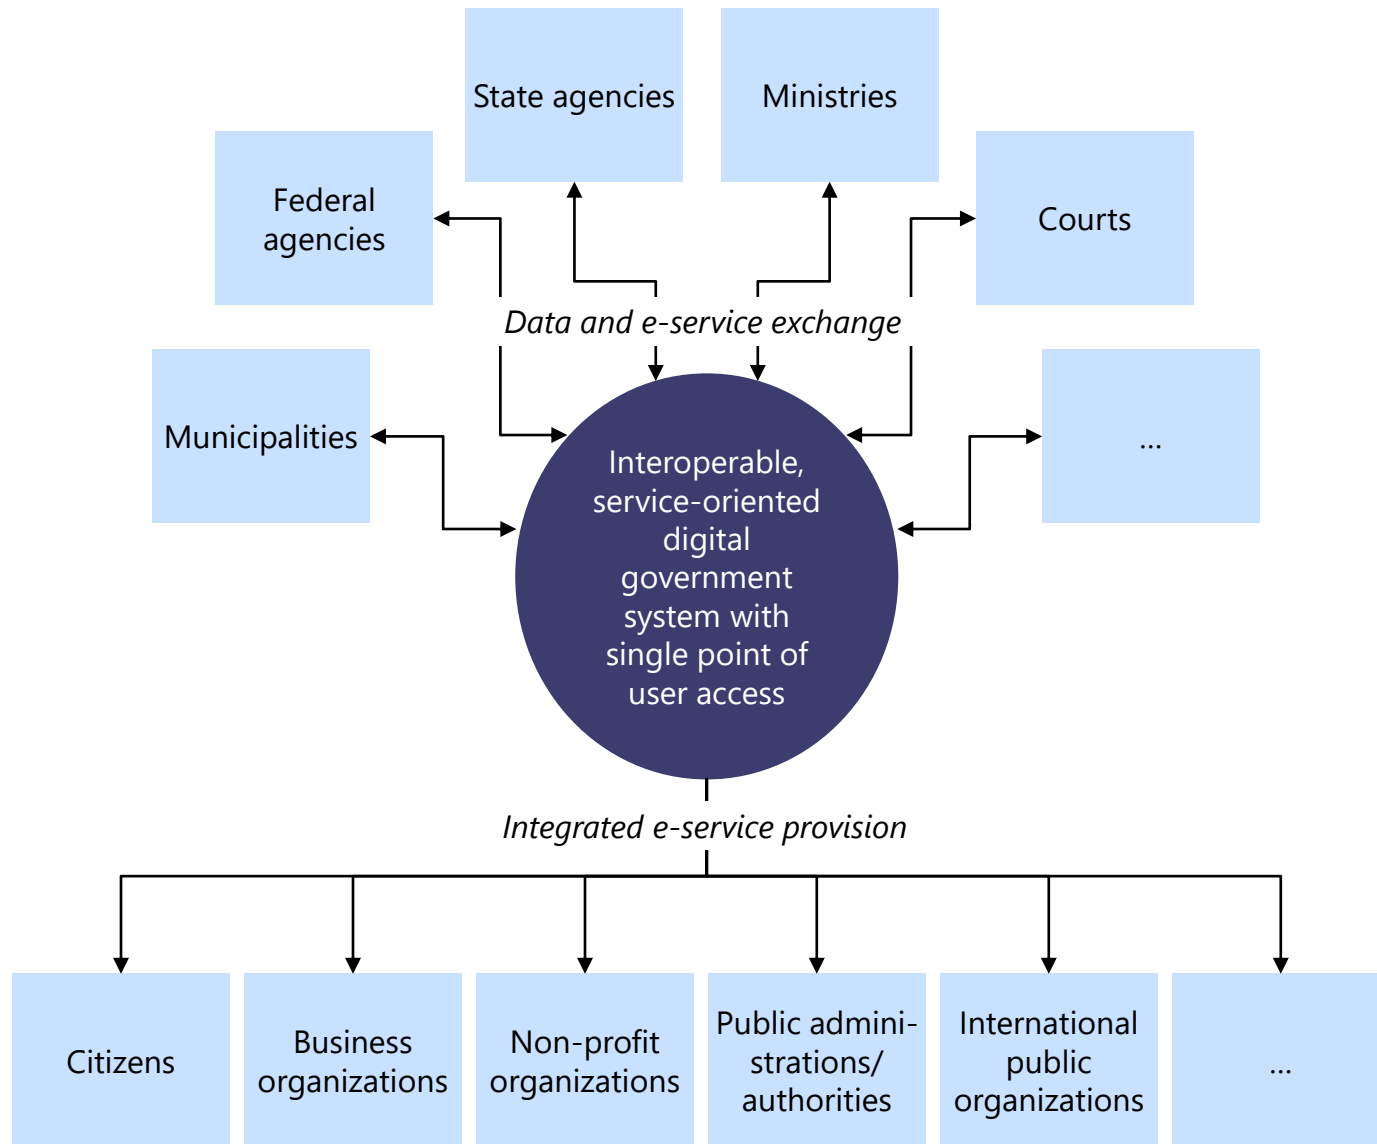 State agencies
Ministries
Federal
agencies
Courts
Data and e-service exchange
Municipalities
...
Interoperable,
service-oriented
digital
government
system with
single point of
user access
Integrated e-service provision
Citizens
Business
organizations
Non-profit
organizations
Public admini-
strations/
authorities
International
public
organizations
...